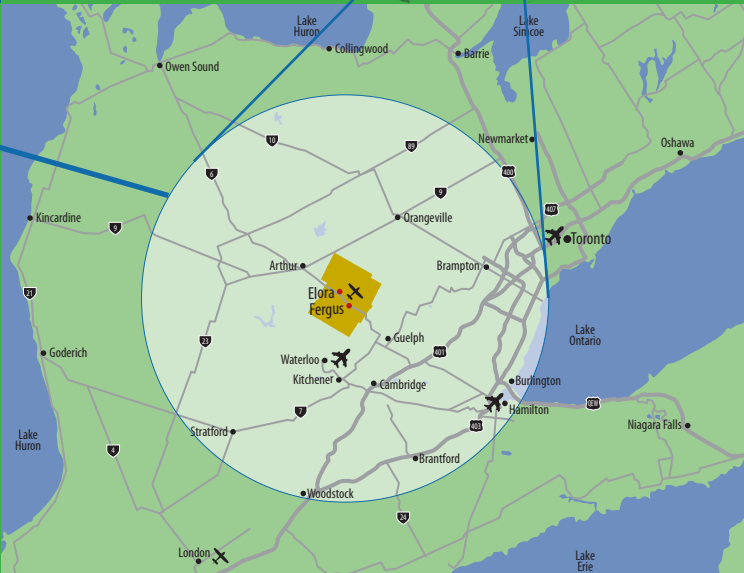 Lake
Huron
Lake
Simcoe
Collingwood
Barrie
Owen Sound
Newmarket
Oshawa
10
89
6
400
9
407
Kincardine
9
Orangeville
Toronto
Arthur
Brampton
21
Elora
Fergus
Lake
Ontario
23
Guelph
401
Goderich
Waterloo
Kitchener
Cambridge
Burlington
QEW
7
Hamilton
Niagara Falls
403
Stratford
Lake
Huron
4
Brantford
Woodstock
24
London
Lake
Erie